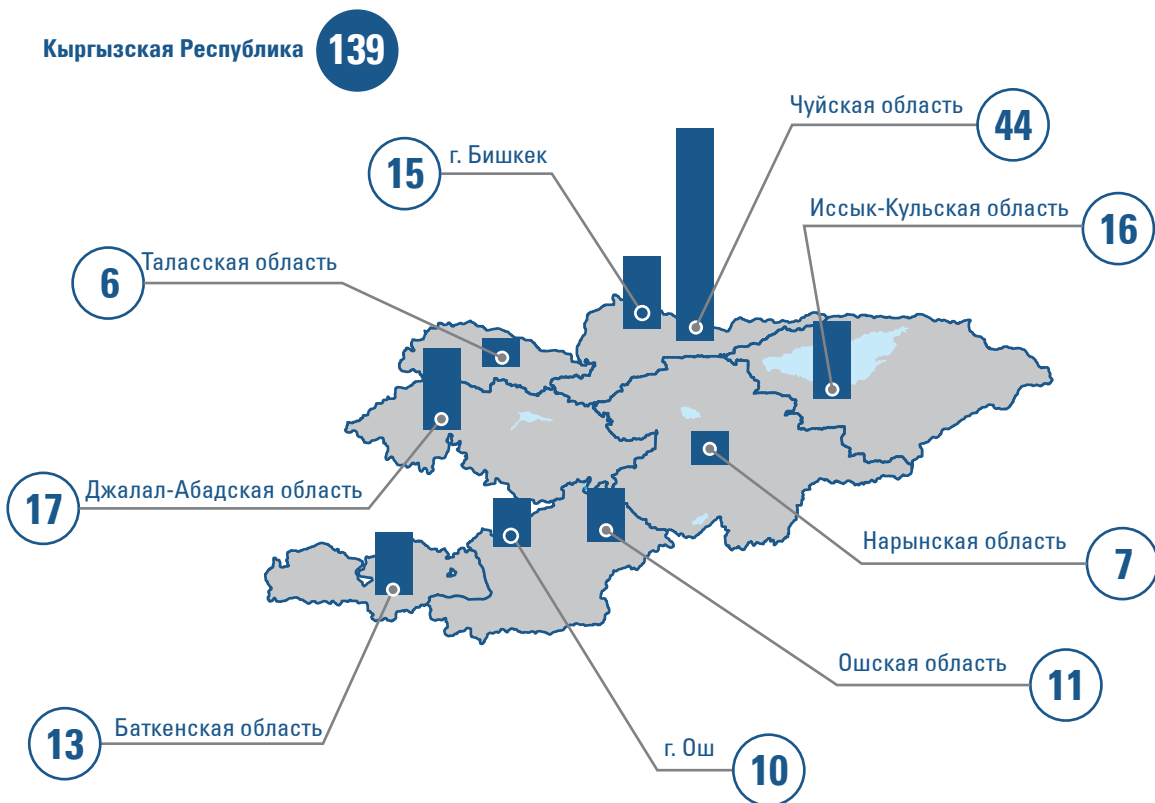 Кыргызская Республика 139
Чуйская область 44
г. Бишкек 15
Иссык-Кульская область 16
Таласская область 6
Джалал-Абадская область 17
Нарынская область 7
Ошская область 11
Баткенская область 13
г. Ош 10